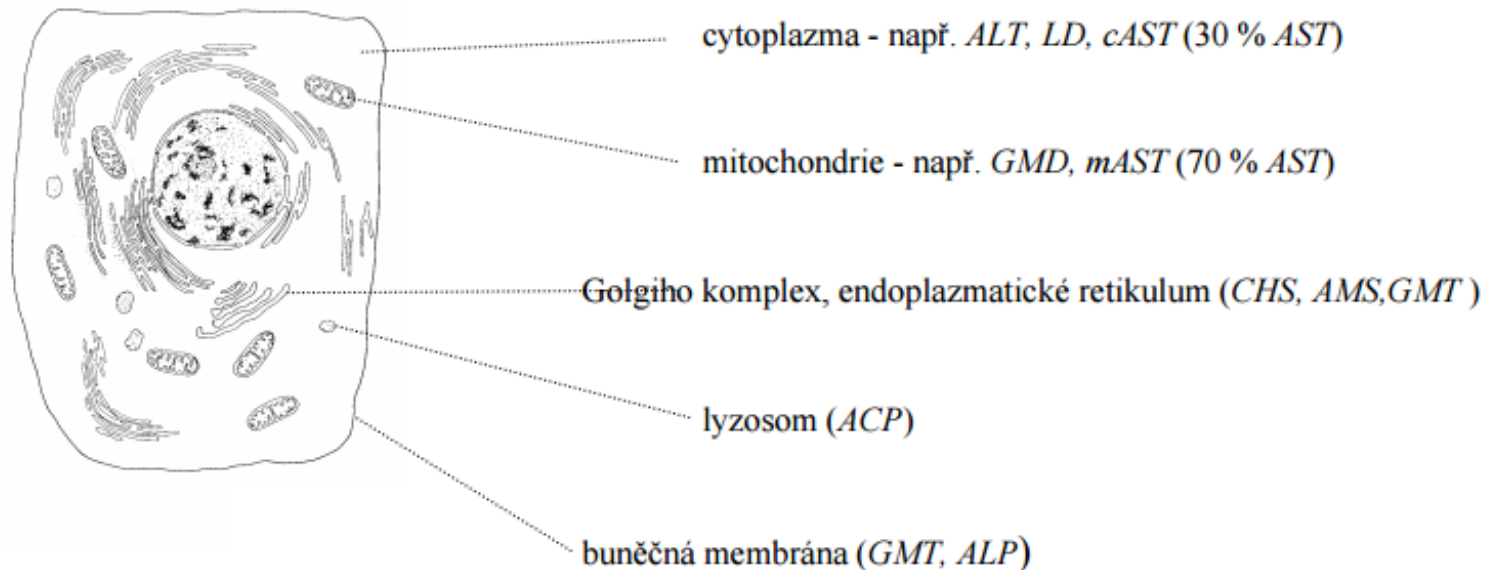 cytoplazma - např. ALT, LD, cAST (30 % AST)
mitochondrie - např. GMD, mAST (70 % AST)
Golgiho komplex, endoplazmatické retikulum (CHS, AMS,GMT )
lyzosom (ACP)
buněčná membrána (GMT, ALP)